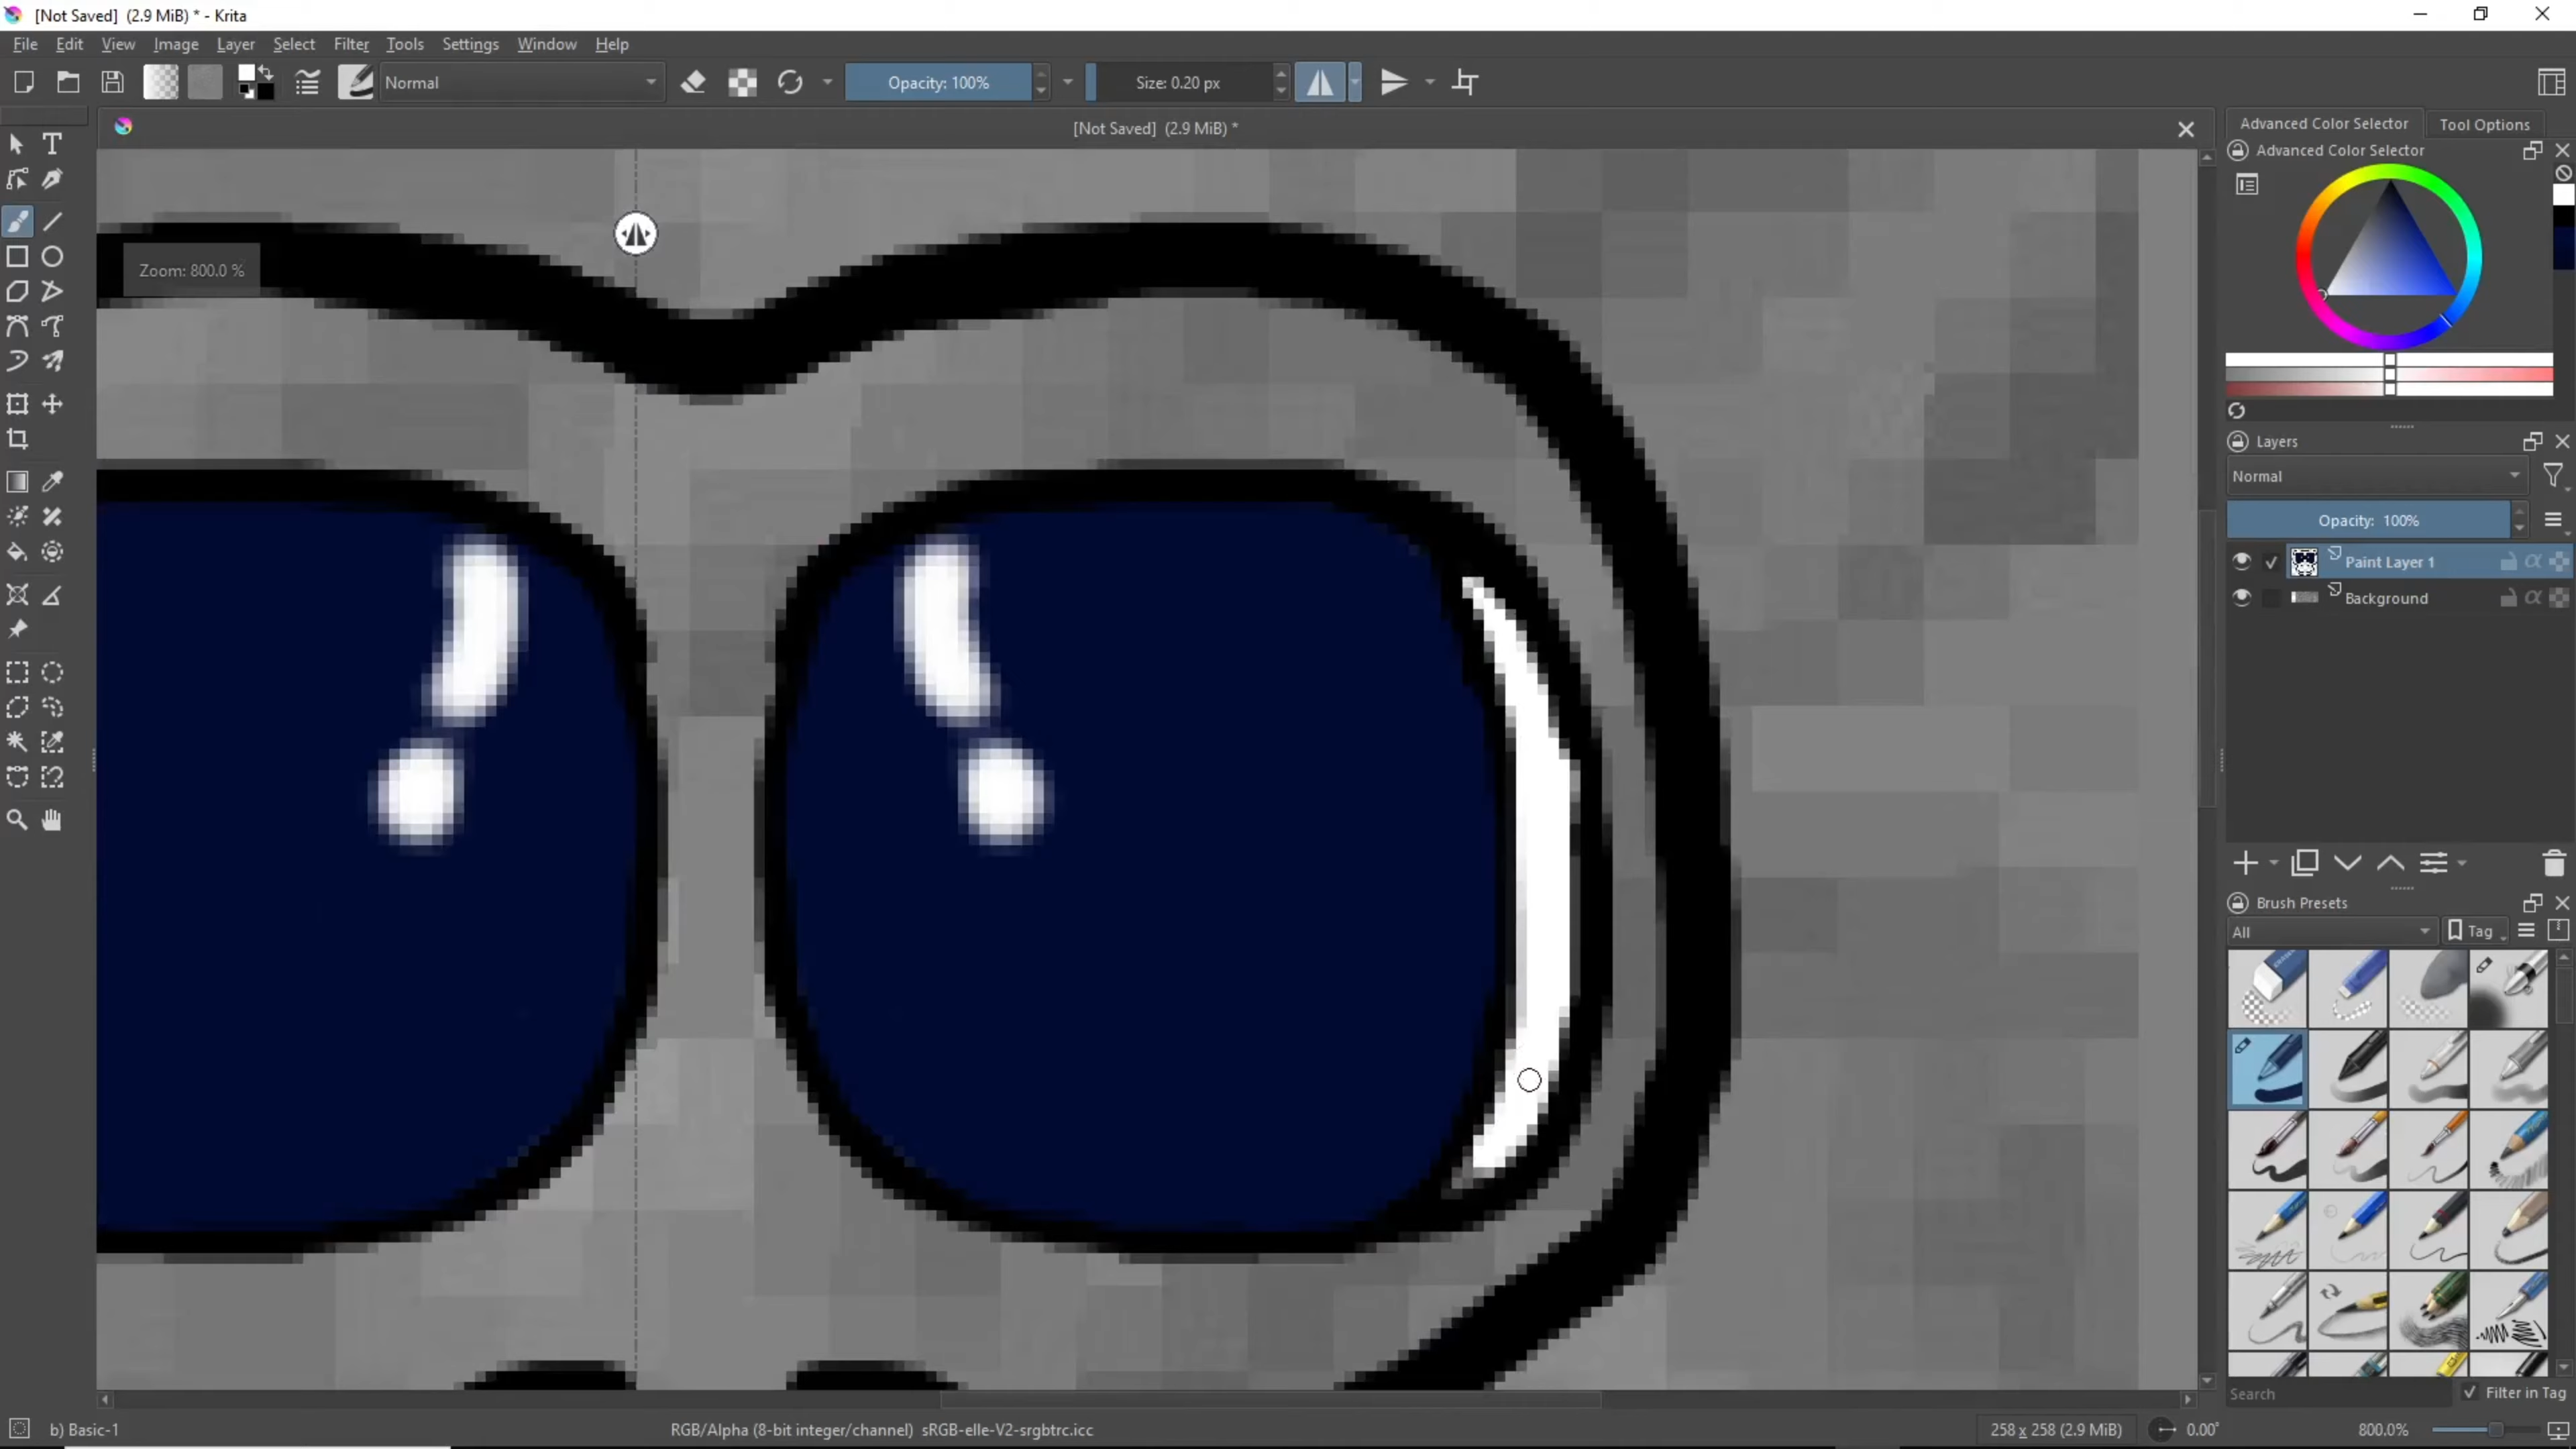 [Not Saved] (2.9 MiB) * - Krita
File Edit View Image Layer Select Filter Tools Settings Window Help
Normal
Opacity: 100%
Size: 0.20 px
[Not Saved] (2.9 MiB) *
Zoom: 800.0 %
Advanced Color Selector
Tool Options
Advanced Color Selector
Layers
Normal
Opacity: 100%
Paint Layer 1
Background
Brush Presets
All
Tag
Search
Filter in Tag
b) Basic-1
RGB/Alpha (8-bit integer/channel) sRGB-elle-V2-srgbtrc.icc
258 x 258 (2.9 MiB)
0.00°
800.0%